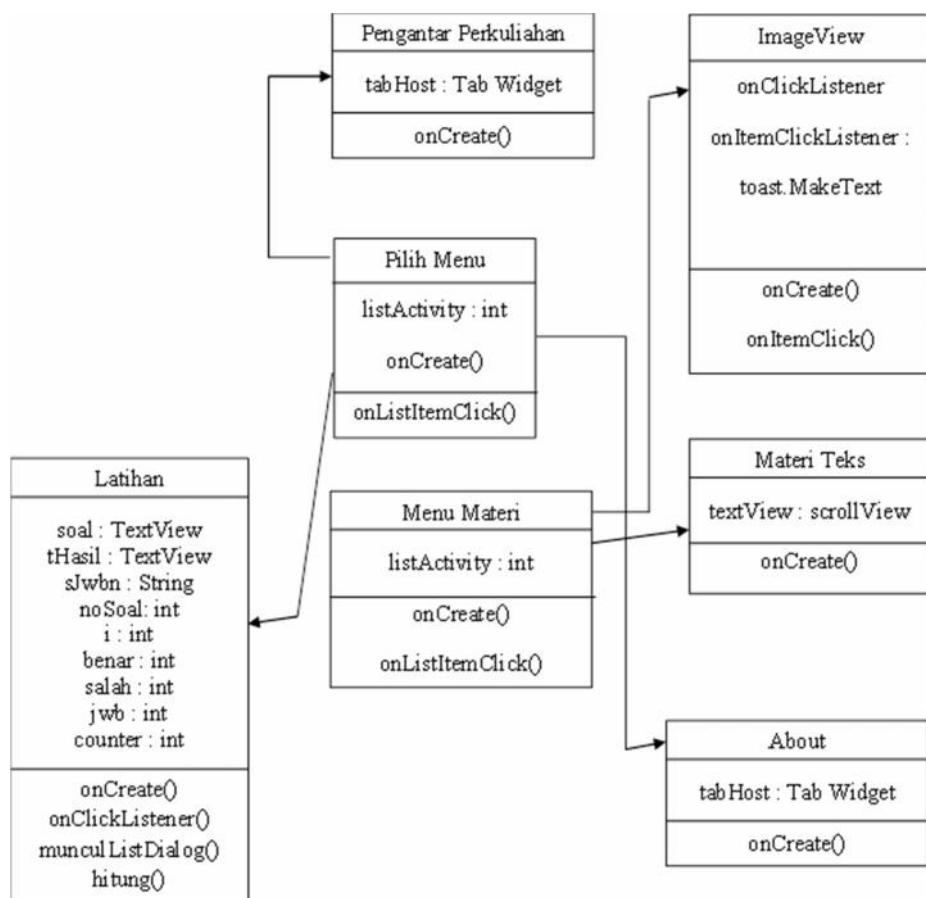 Pengantar Perkuliahan
tabHost : Tab Widget
onCreate()
ImageView
onClickListener
onItemClickListener :
toast.MakeText
onCreate()
onItemClick()
Pilih Menu
listActivity : int
onCreate()
onListItemClick()
Latihan
soal : TextView
tHasil : TextView
sJwbn : String
noSoal: int
i : int
benar : int
salah : int
jwb : int
counter : int
onCreate()
onClickListener()
munculListDialog()
hitung()
Menu Materi
listActivity : int
onCreate()
onListItemClick()
Materi Teks
textView : scrollView
onCreate()
About
tabHost : Tab Widget
onCreate()